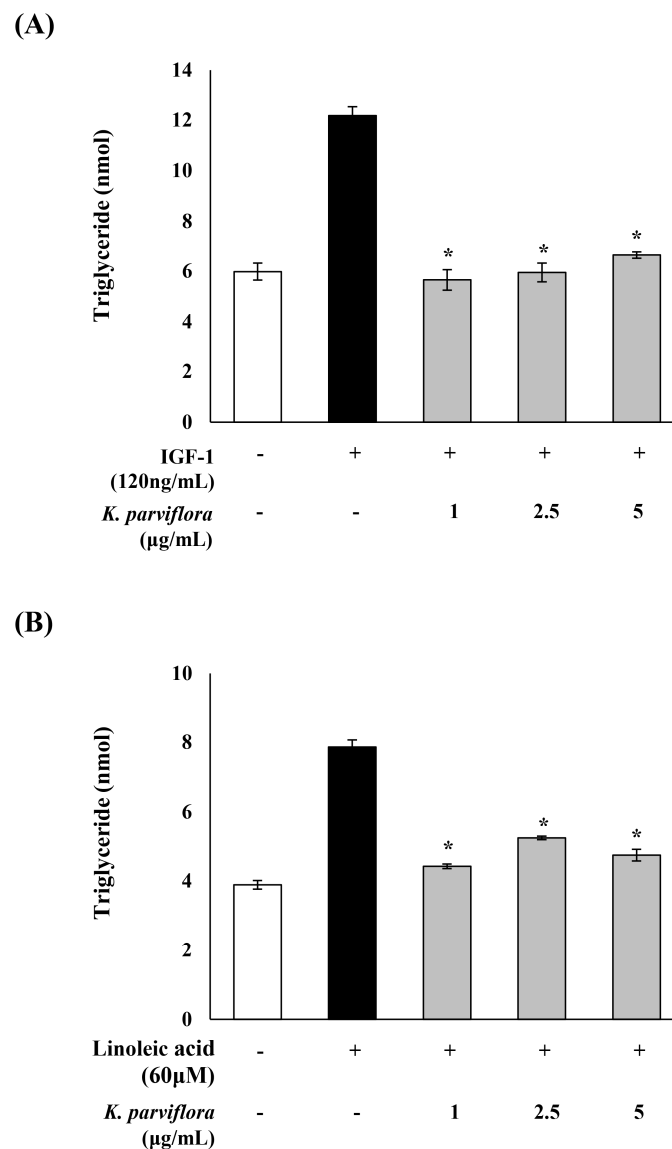 (A)
14
12
10
8
6
4
2
0
Triglyceride (nmol)
*
*
*
IGF-1 - + + + +
(120ng/mL)
K. parviflora - - 1 2.5 5
(μg/mL)
(B)
10
8
6
4
2
0
Triglyceride (nmol)
*
*
*
Linoleic acid - + + + +
(60μM)
K. parviflora - - 1 2.5 5
(μg/mL)